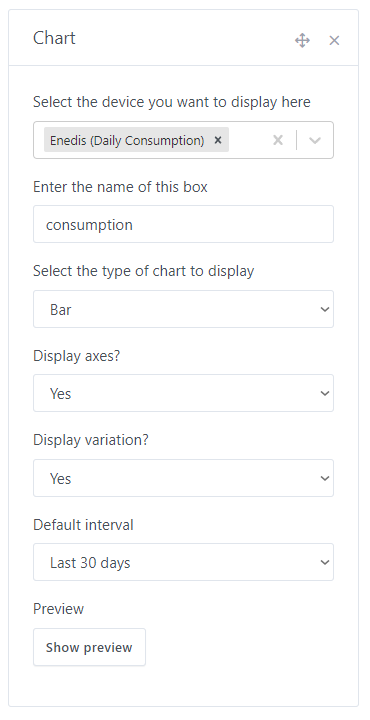 Chart
Select the device you want to display here
Enedis (Daily Consumption)
Enter the name of this box
consumption
Select the type of chart to display
Bar
Display axes?
Yes
Display variation?
Yes
Default interval
Last 30 days
Preview
Show preview